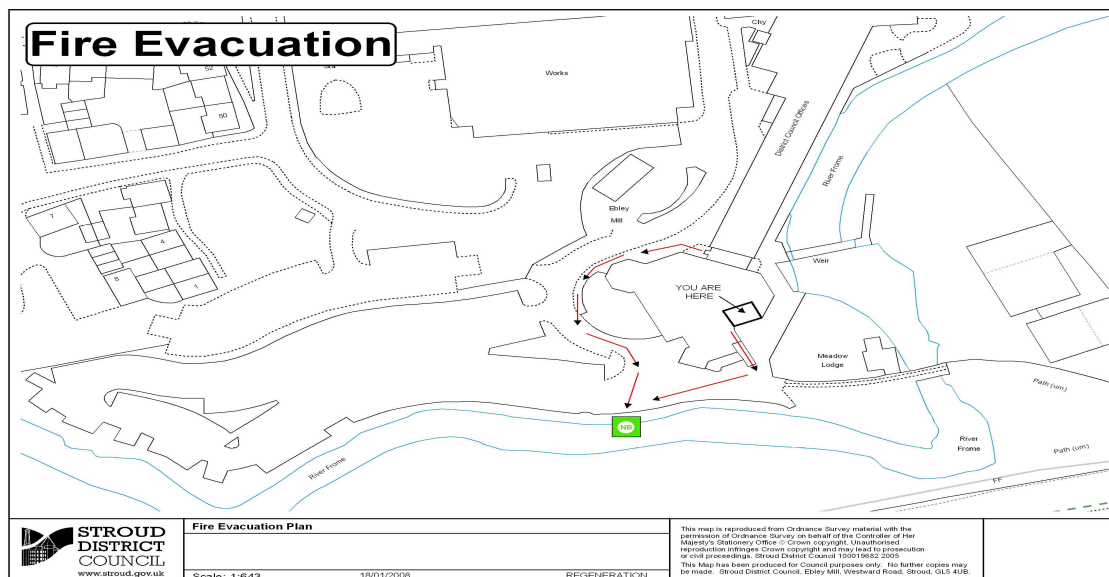 Fire Evacuation
Chy
52
50
Works
District Council Offices
River Frome
Ebley
Mill
7
4
8
1
Weir
YOU ARE
HERE
Meadow
Lodge
Path (um)
NB
River
Frome
River Frome
Path (um)
FF
STROUD
DISTRICT
COUNCIL
www.stroud.gov.uk
Fire Evacuation Plan
Scale: 1:643
18/01/2008
REGENERATION
This map is reproduced from Ordnance Survey material with the
permission of Ordnance Survey on behalf of the Controller of Her
Majesty's Stationery Office © Crown copyright. Unauthorised
reproduction infringes Crown copyright and may lead to prosecution
or civil proceedings. Stroud District Council 100019682 2005
This Map has been produced for Council purposes only. No further copies may
be made. Stroud District Council, Ebley Mill, Westward Road, Stroud, GL5 4UB.